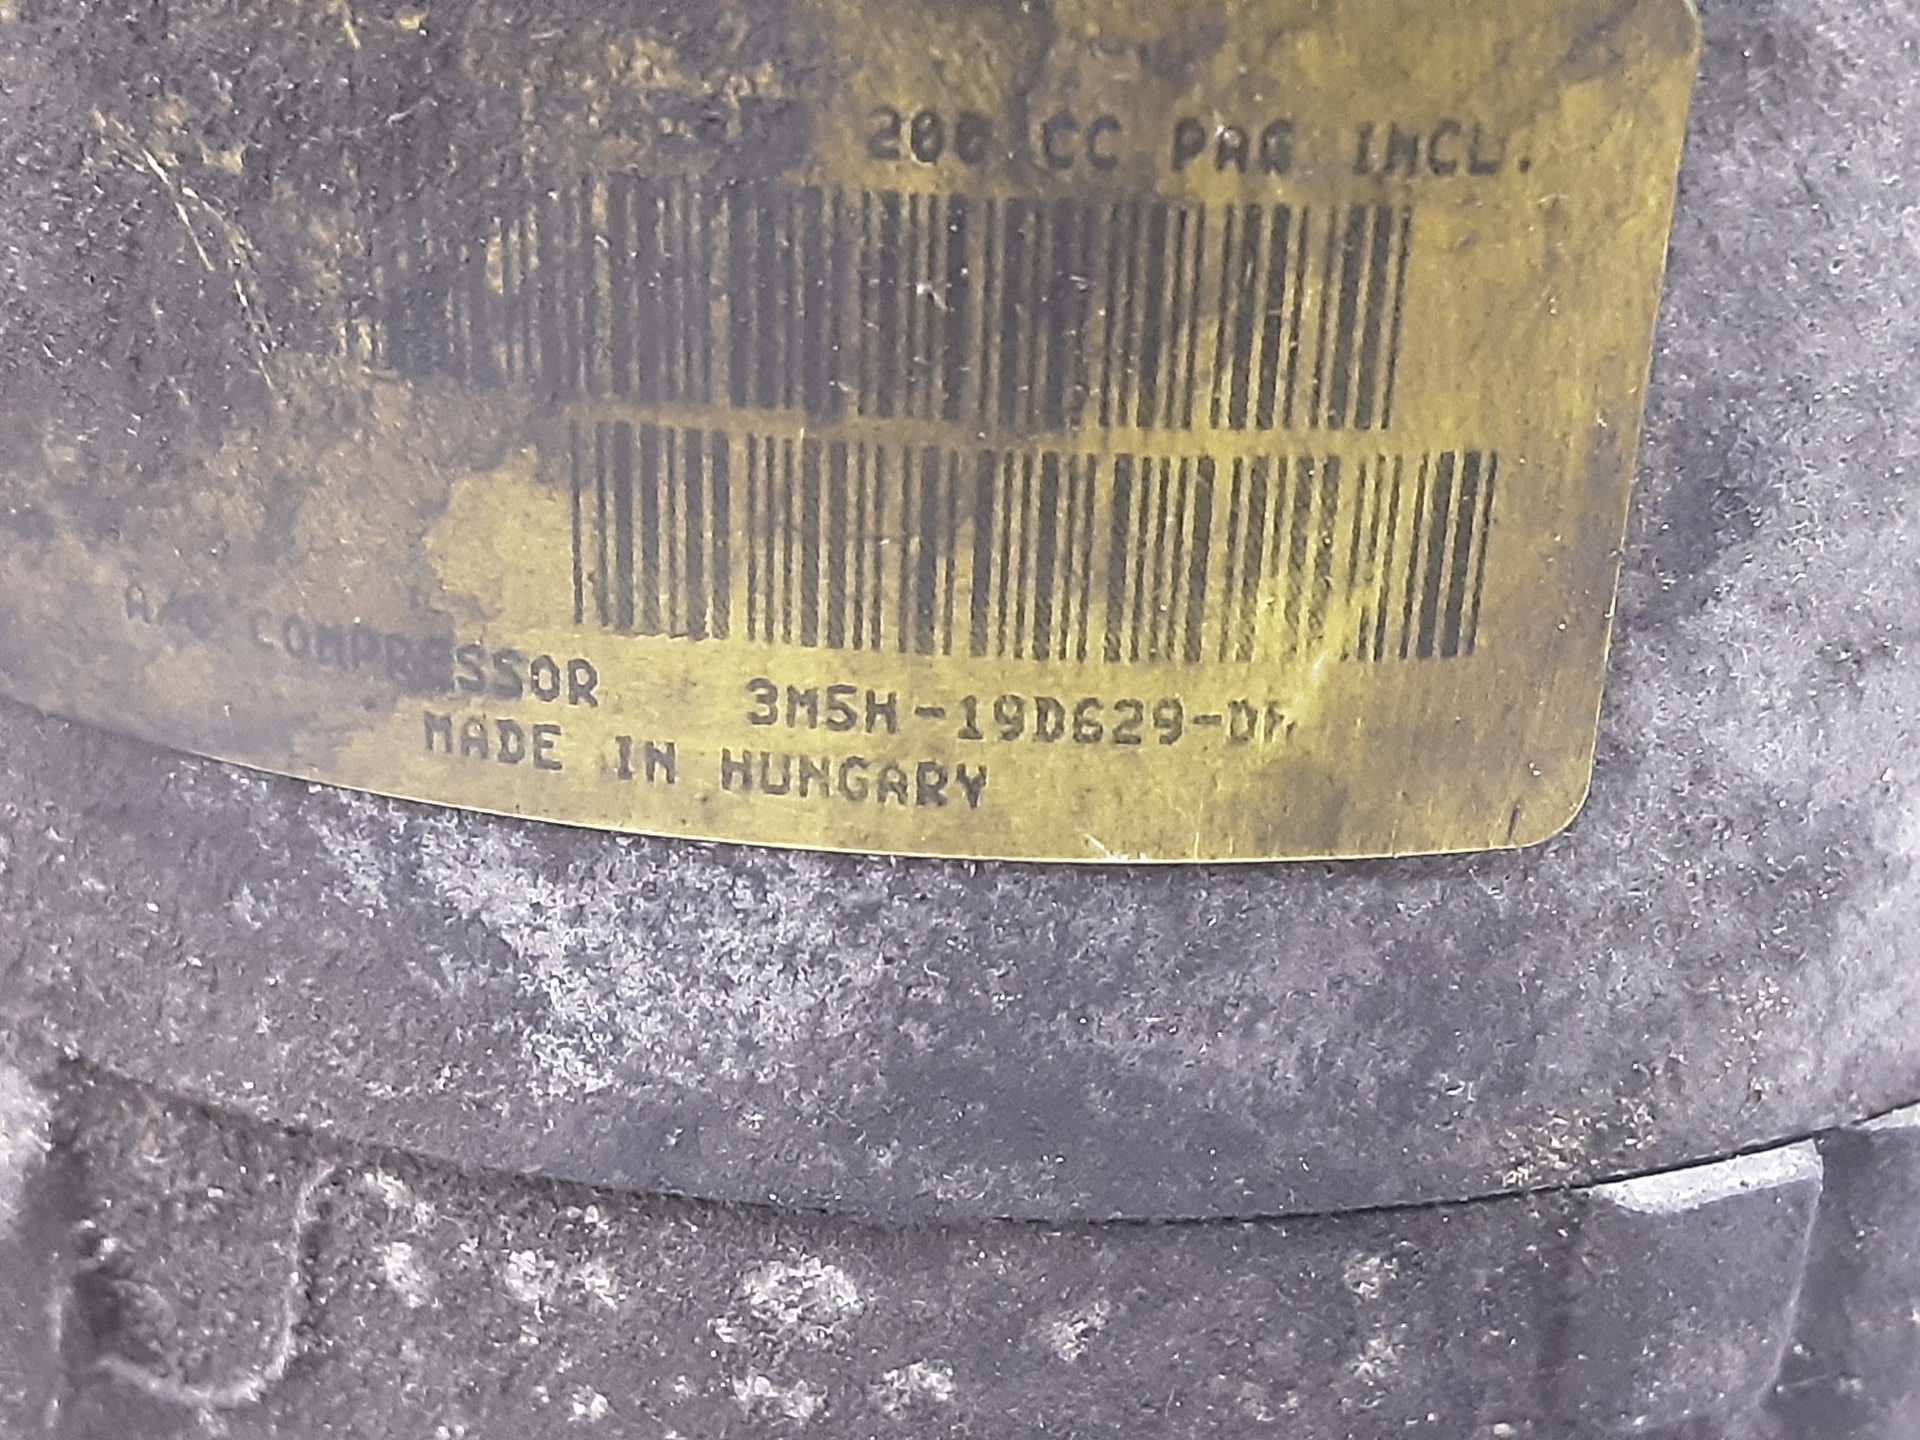 200 CC PAG INCL.
A/C COMPRESSOR 3M5H-19D629-
MADE IN HUNGARY